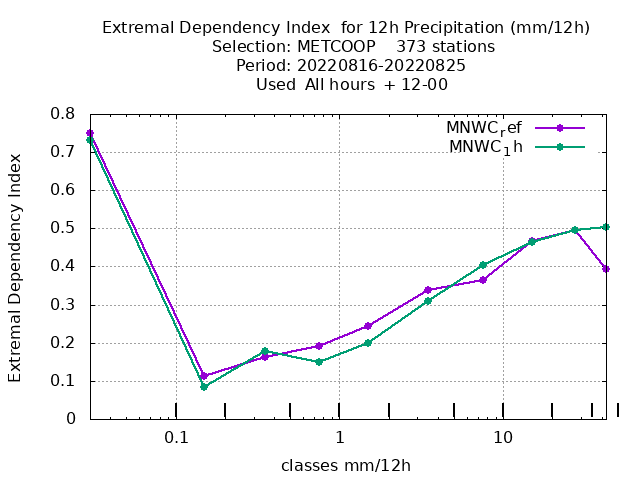 Extremal Dependency Index  for 12h Precipitation (mm/12h)
Selection: METCOOP    373 stations
Period: 20220816-20220825
Used  All hours  + 12-00
MNWC_ref
MNWC_1h
Extremal Dependency Index
0.8
0.7
0.6
0.5
0.4
0.3
0.2
0.1
0
0.1 1 10
classes mm/12h